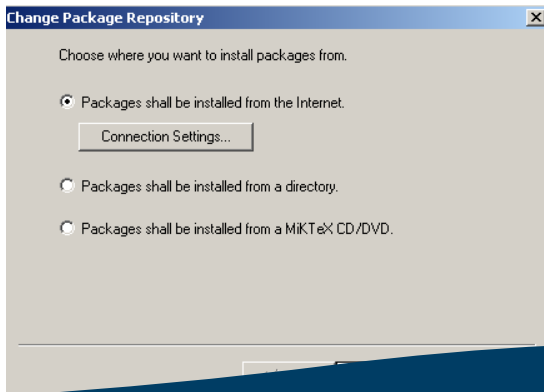 Change Package Repository
Choose where you want to install packages from.
Packages shall be installed from the Internet.
Connection Settings...
Packages shall be installed from a directory.
Packages shall be installed from a MiKTeX CD/DVD.